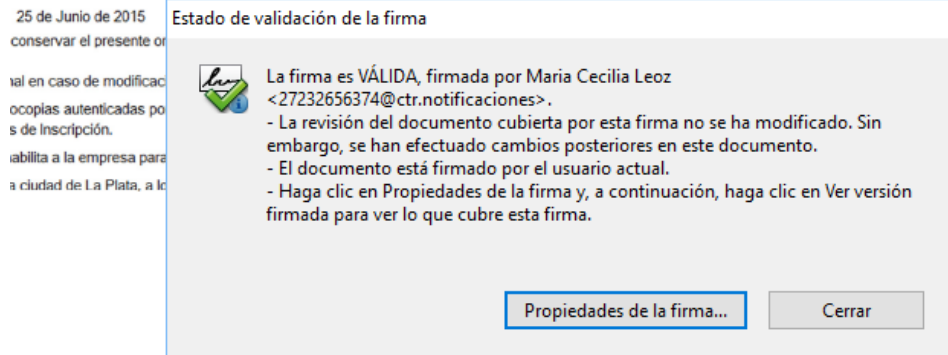 25 de Junio de 2015
conservar el presente or
nal en caso de modificac
ocopias autenticadas po
s de Inscripción.
abilita a la empresa para
a ciudad de La Plata, a lo
Estado de validación de la firma
La firma es VÁLIDA, firmada por Maria Cecilia Leoz
<27232656374@ctr.notificaciones>.
- La revisión del documento cubierta por esta firma no se ha modificado. Sin
embargo, se han efectuado cambios posteriores en este documento.
- El documento está firmado por el usuario actual.
- Haga clic en Propiedades de la firma y, a continuación, haga clic en Ver versión
firmada para ver lo que cubre esta firma.
Propiedades de la firma...
Cerrar